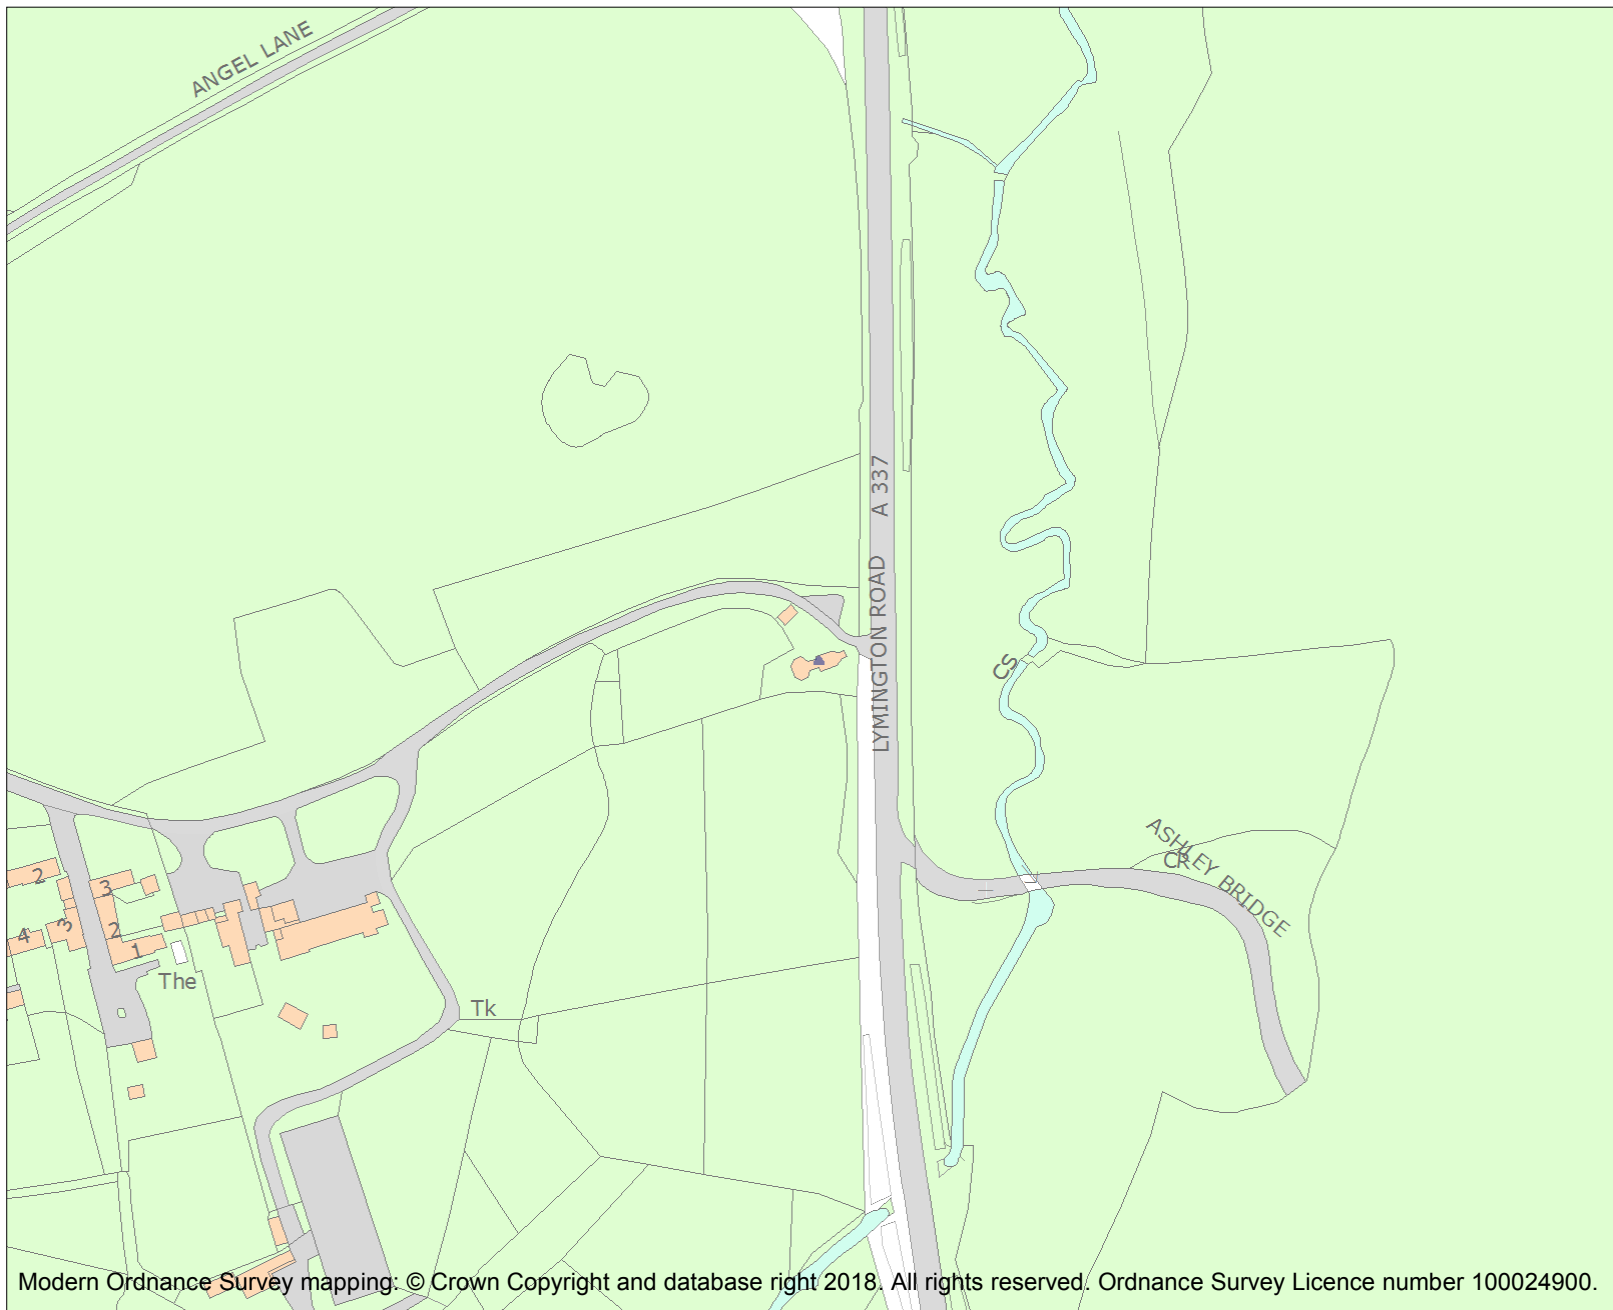 ANGEL LANE
A 337
LYMINGTON ROAD
CS
ASHLEY BRIDGE
CR
2
3
3
2
4
1
The
Tk
Modern Ordnance Survey mapping: © Crown Copyright and database right 2018. All rights reserved. Ordnance Survey Licence number 100024900.